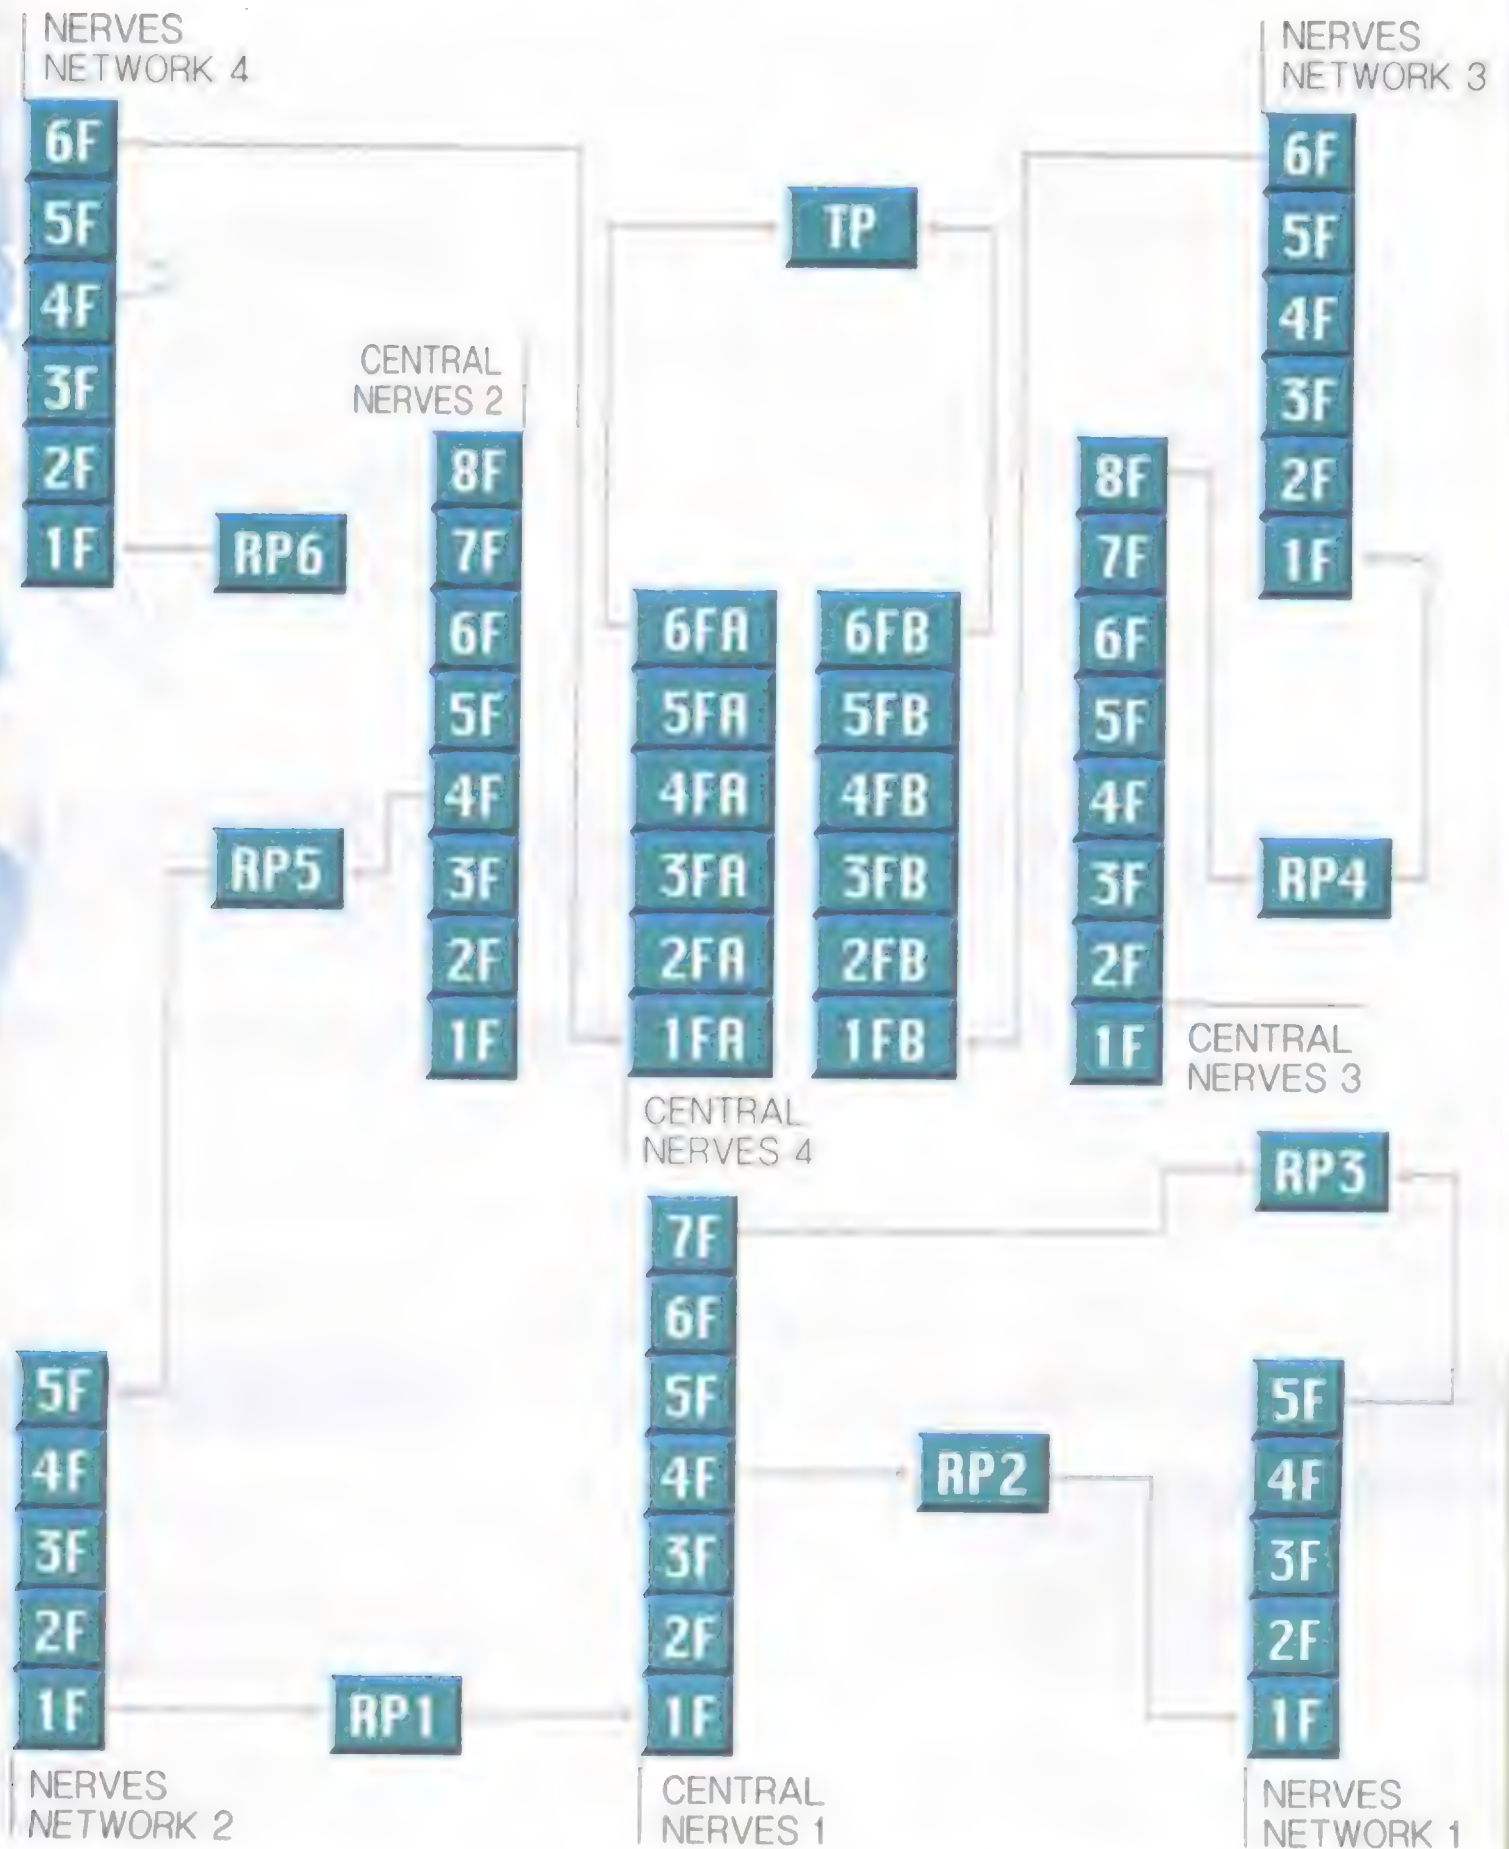 NERVES
NETWORK 4
6F
5F
4F
3F
2F
1F
RP6
CENTRAL
NERVES 2
8F
7F
6F
5F
4F
3F
2F
1F
RP5
TP
6FA
5FA
4FA
3FA
2FA
1FA
6FB
5FB
4FB
3FB
2FB
1FB
CENTRAL
NERVES 4
NERVES
NETWORK 3
6F
5F
4F
3F
2F
1F
8F
7F
6F
5F
4F
3F
2F
1F
CENTRAL
NERVES 3
RP4
RP3
5F
4F
3F
2F
1F
NERVES
NETWORK 2
RP1
7F
6F
5F
4F
3F
2F
1F
CENTRAL
NERVES 1
RP2
5F
4F
3F
2F
1F
NERVES
NETWORK 1